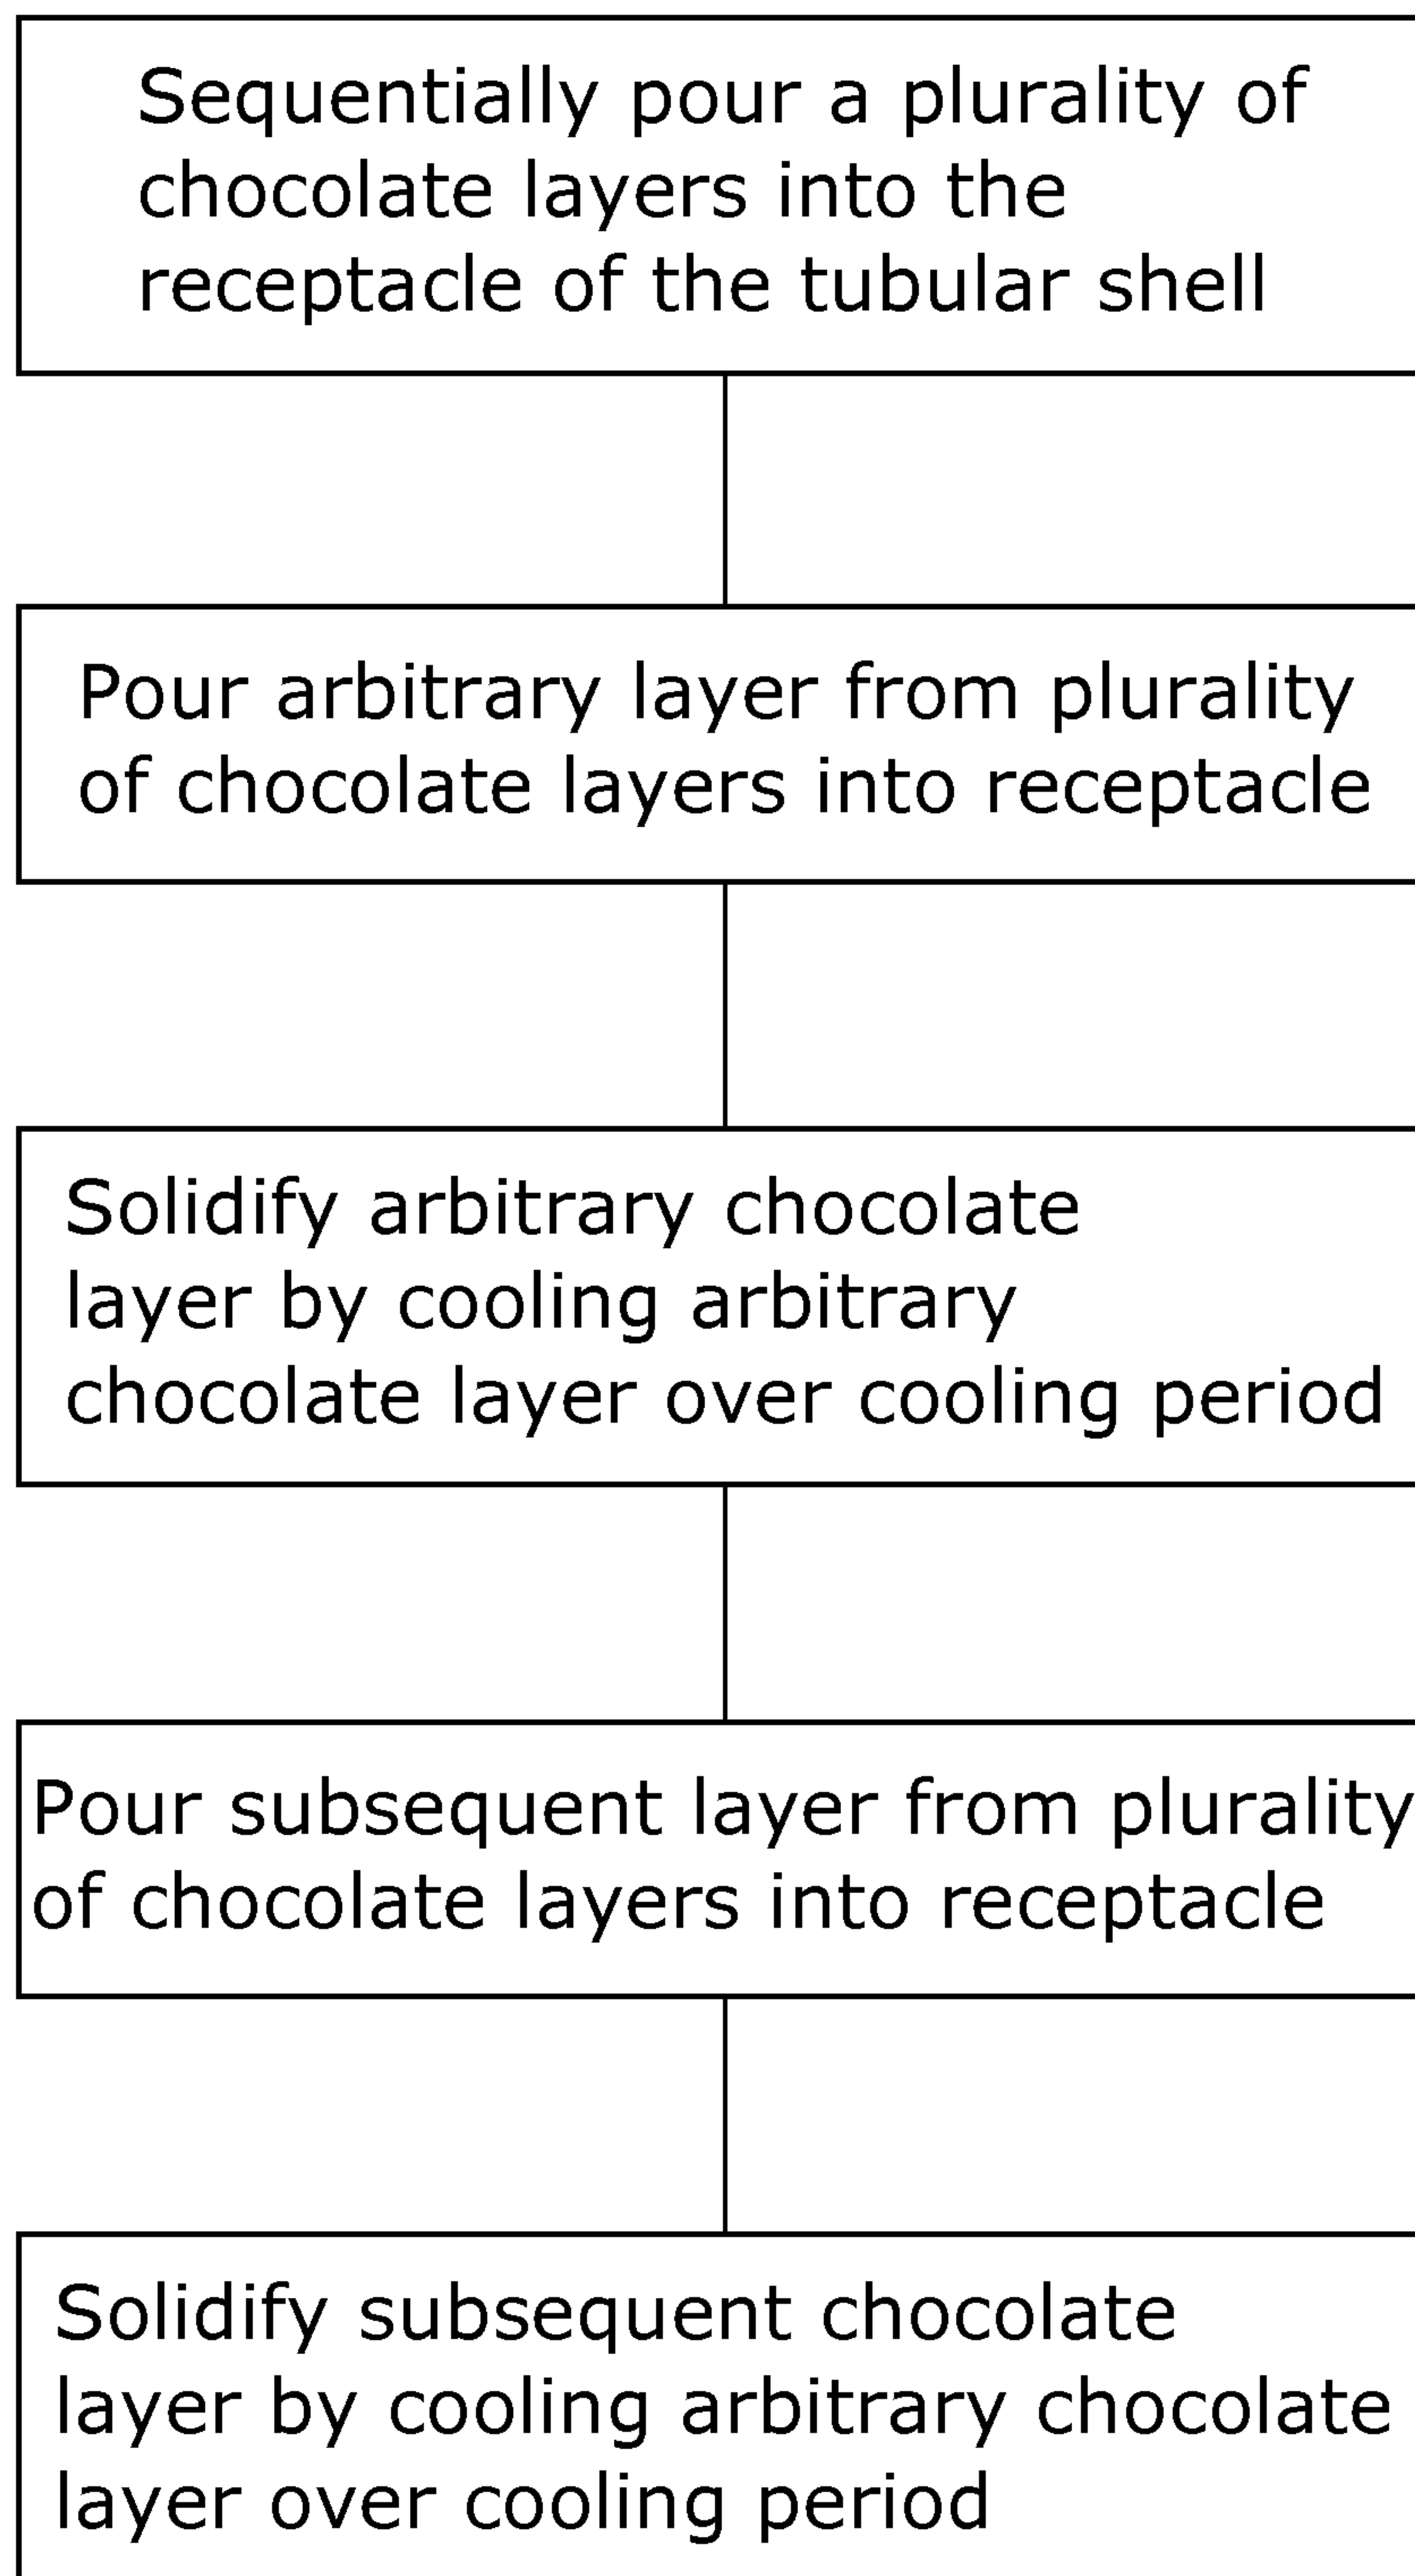 Sequentially pour a plurality of
chocolate layers into the
receptacle of the tubular shell
Pour arbitrary layer from plurality
of chocolate layers into receptacle
Solidify arbitrary chocolate
layer by cooling arbitrary
chocolate layer over cooling period
Pour subsequent layer from plurality
of chocolate layers into receptacle
Solidify subsequent chocolate
layer by cooling arbitrary chocolate
layer over cooling period